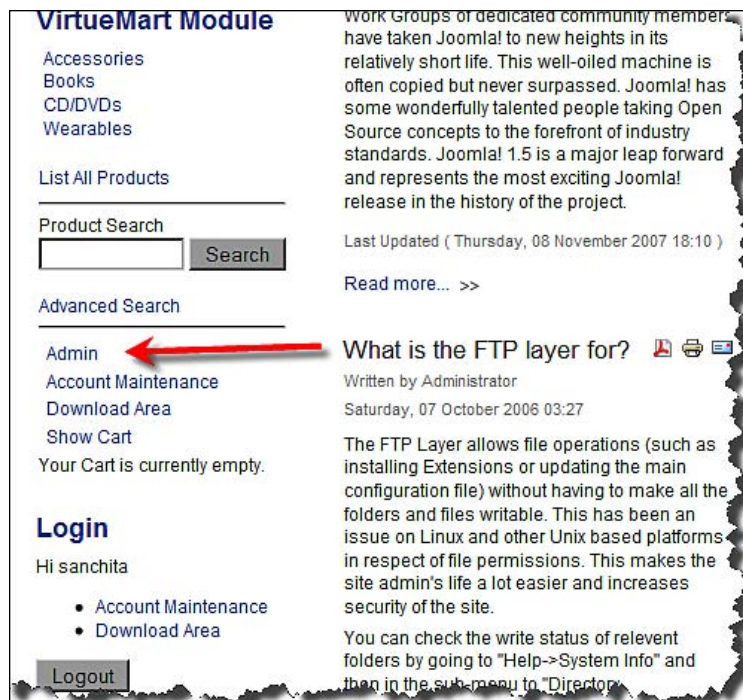 VirtueMart Module
Accessories
Books
CD/DVDs
Wearables
List All Products
Product Search
Search
Advanced Search
Admin
Account Maintenance
Download Area
Show Cart
Your Cart is currently empty.
Login
Hi sanchita
Account Maintenance
Download Area
Logout
Work Groups of dedicated community members
have taken Joomla! to new heights in its
relatively short life. This well-oiled machine is
often copied but never surpassed. Joomla! has
some wonderfully talented people taking Open
Source concepts to the forefront of industry
standards. Joomla! 1.5 is a major leap forward
and represents the most exciting Joomla!
release in the history of the project.
Last Updated ( Thursday, 08 November 2007 18:10 )
Read more... >>
What is the FTP layer for?
Written by Administrator
Saturday, 07 October 2006 03:27
The FTP Layer allows file operations (such as
installing Extensions or updating the main
configuration file) without having to make all the
folders and files writable. This has been an
issue on Linux and other Unix based platforms
in respect of file permissions. This makes the
site admin's life a lot easier and increases
security of the site.
You can check the write status of relevent
folders by going to "Help->System Info" and
then in the sub-menu to "Directory